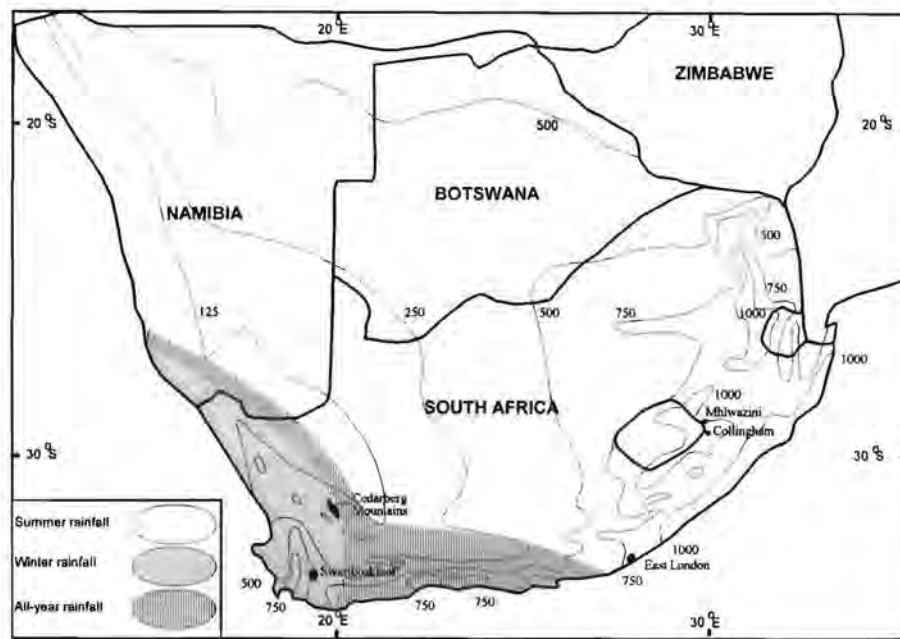 20 °E
30 °E
ZIMBABWE
20 °S
20 °S
500
BOTSWANA
NAMIBIA
500
750
125
250
500
750
1000
1000
SOUTH AFRICA
1000
Mhlwazini
Collingham
30 °S
30 °S
Cedarberg
Mountains
Summer rainfall
Winter rainfall
All-year rainfall
1000
East London
750
500
750
750
750
20 °E
30 °E